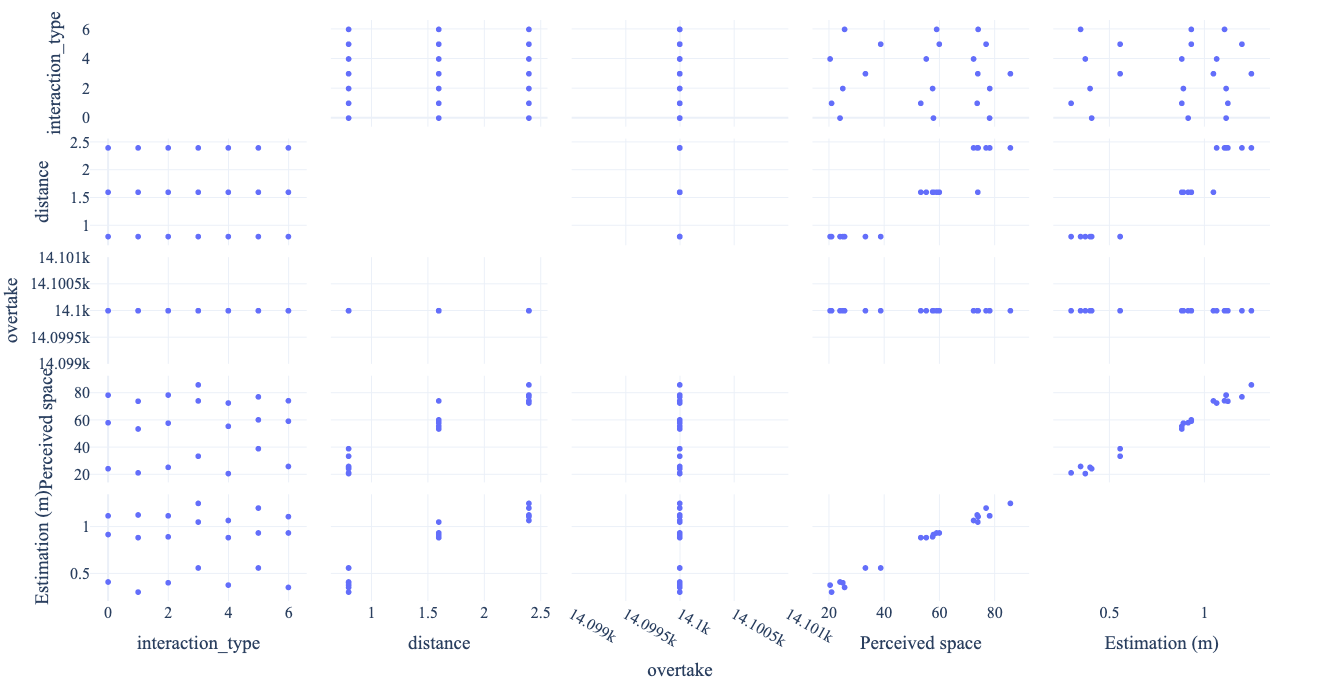 interaction_type
6
4
2
0
distance
2.5
2
1.5
1
overtake
14.101k
14.1005k
14.1k
14.0995k
14.099k
Perceived space
80
60
40
20
Estimation (m)
1
0.5
0 2 4 6 1 1.5 2 2.5 14.099k 14.0995k 14.1k 14.1005k 14.101k 20 40 60 80 0.5 1
interaction_type distance overtake Perceived space Estimation (m)